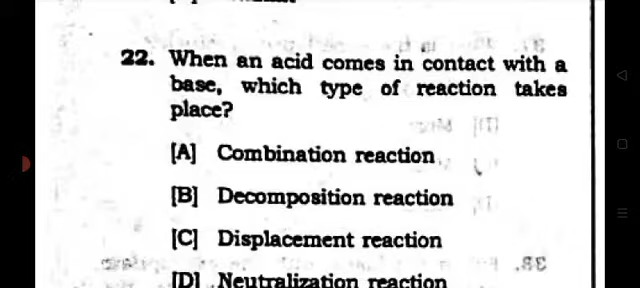 22. When an acid comes in contact with a
base, which type of reaction takes
place?
[A] Combination reaction
[B] Decomposition reaction
[C] Displacement reaction
[D] Neutralization reaction